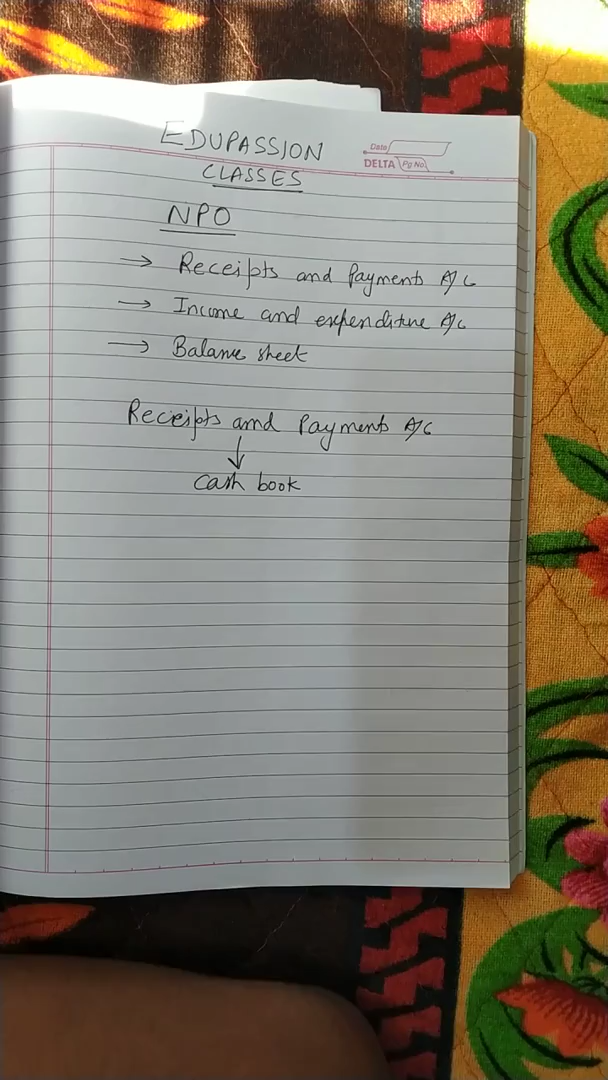 EDUPASSION
CLASSES
Date
DELTA Pg No.
NPO
→ Receipts and Payments A/c
→ Income and expenditure A/c
→ Balance sheet
Receipts and Payments A/c
↓
Cash book